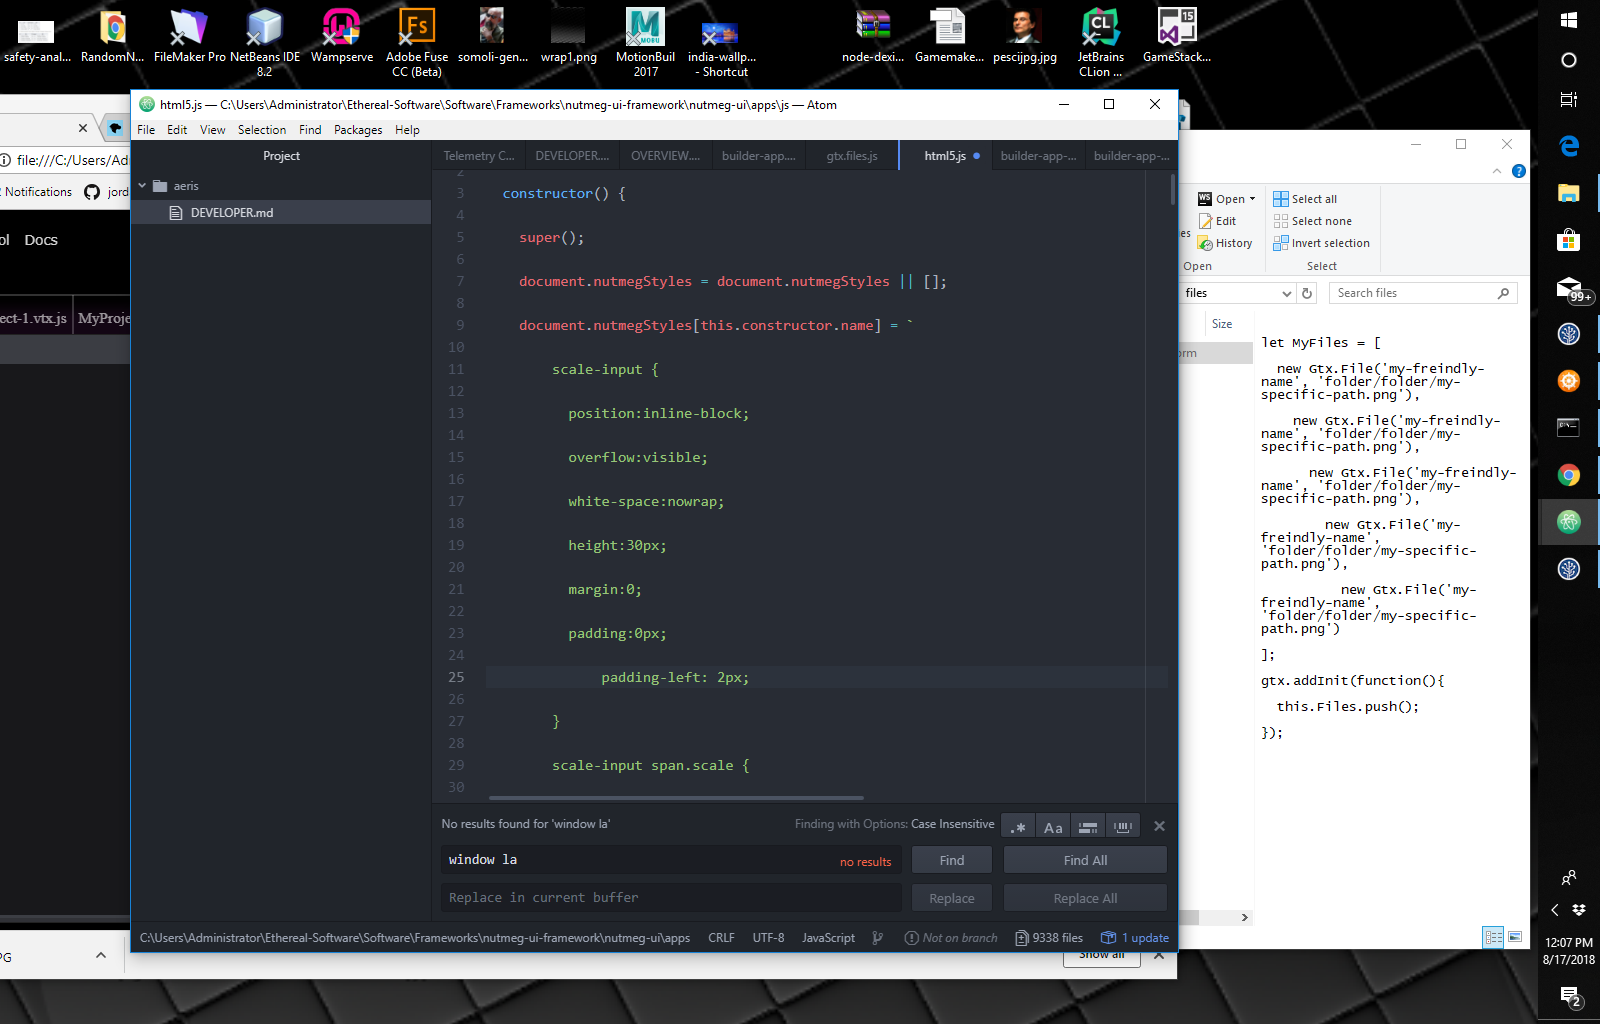 safety-anal...
RandomN...
FileMaker Pro
NetBeans IDE
8.2
Wampserve
Adobe Fuse
CC (Beta)
somoli-gen...
wrap1.png
MotionBuil
2017
india-wallp...
- Shortcut
node-dexi...
Gamemake...
pescijpg.jpg
JetBrains
CLion ...
GameStack...
html5.js — C:\Users\Administrator\Ethereal-Software\Software\Frameworks\nutmeg-ui-framework\nutmeg-ui\apps\js — Atom
File Edit View Selection Find Packages Help
Project
aeris
DEVELOPER.md
Telemetry C... DEVELOPER.... OVERVIEW.... builder-app.... gtx.files.js html5.js builder-app-... builder-app-...
2
3 constructor() {
4
5 super();
6
7 document.nutmegStyles = document.nutmegStyles || [];
8
9 document.nutmegStyles[this.constructor.name] = `
10
11 scale-input {
12
13 position:inline-block;
14
15 overflow:visible;
16
17 white-space:nowrap;
18
19 height:30px;
20
21 margin:0;
22
23 padding:0px;
24
25 padding-left: 2px;
26
27 }
28
29 scale-input span.scale {
30
No results found for 'window la'
Finding with Options: Case Insensitive
.* Aa
window la no results Find Find All
Replace in current buffer Replace Replace All
C:\Users\Administrator\Ethereal-Software\Software\Frameworks\nutmeg-ui-framework\nutmeg-ui\apps CRLF UTF-8 JavaScript Not on branch 9338 files 1 update
file:///C:/Users/Ad
Notifications jord
ol Docs
ect-1.vtx.js MyProje
PG
Show all
Open
Edit
History
es
Open
Select all
Select none
Invert selection
Select
files
Search files
Size
orm
let MyFiles = [
new Gtx.File('my-freindly-
name', 'folder/folder/my-
specific-path.png'),
new Gtx.File('my-freindly-
name', 'folder/folder/my-
specific-path.png'),
new Gtx.File('my-freindly-
name', 'folder/folder/my-
specific-path.png'),
new Gtx.File('my-
freindly-name',
'folder/folder/my-specific-
path.png'),
new Gtx.File('my-
freindly-name',
'folder/folder/my-specific-
path.png')
];
gtx.addInit(function(){
this.Files.push();
});
99+
12:07 PM
8/17/2018
2